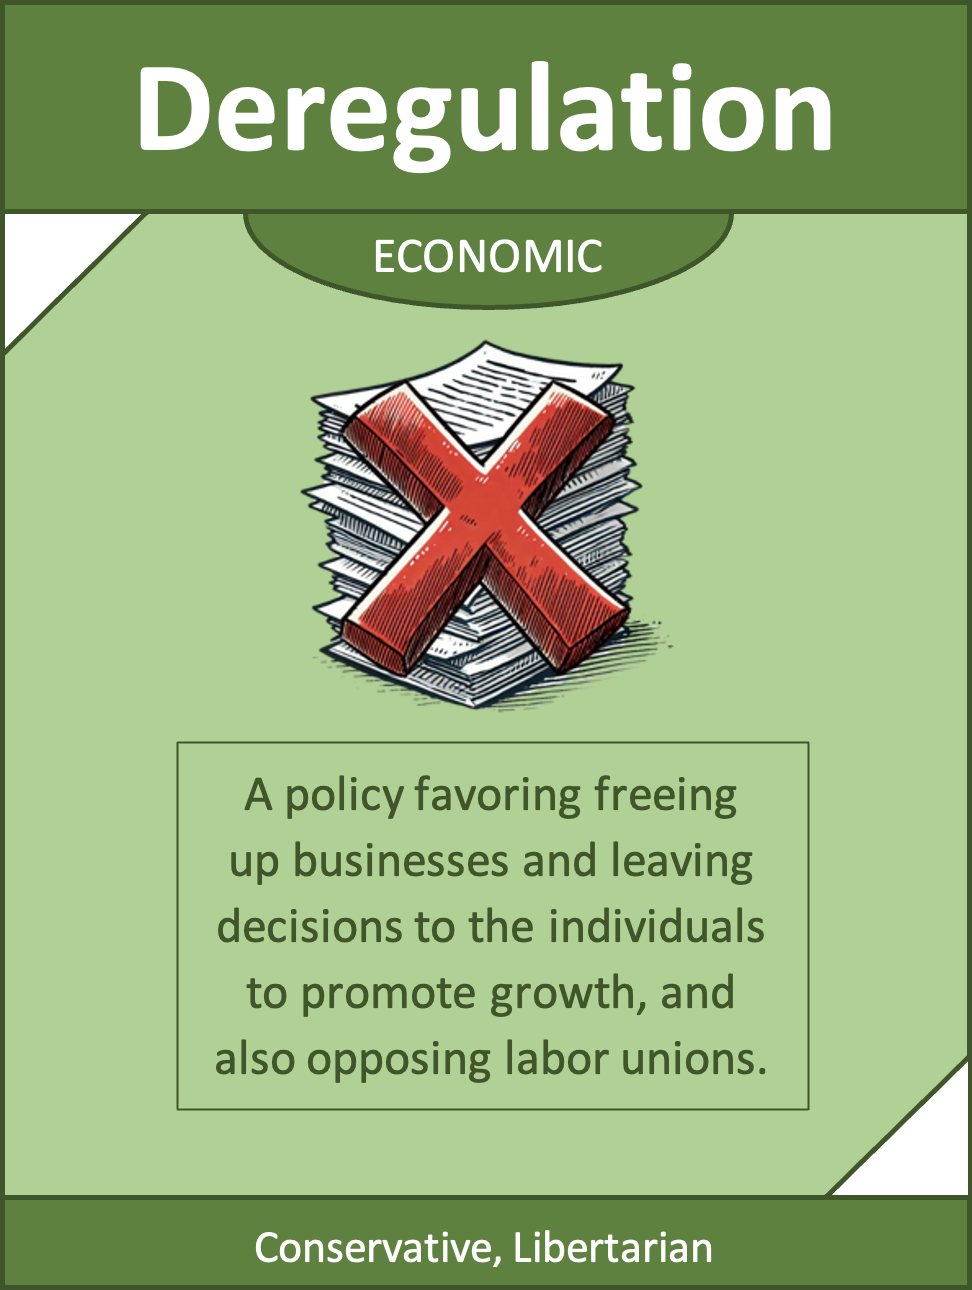 Deregulation
ECONOMIC
A policy favoring freeing
up businesses and leaving
decisions to the individuals
to promote growth, and
also opposing labor unions.
Conservative, Libertarian